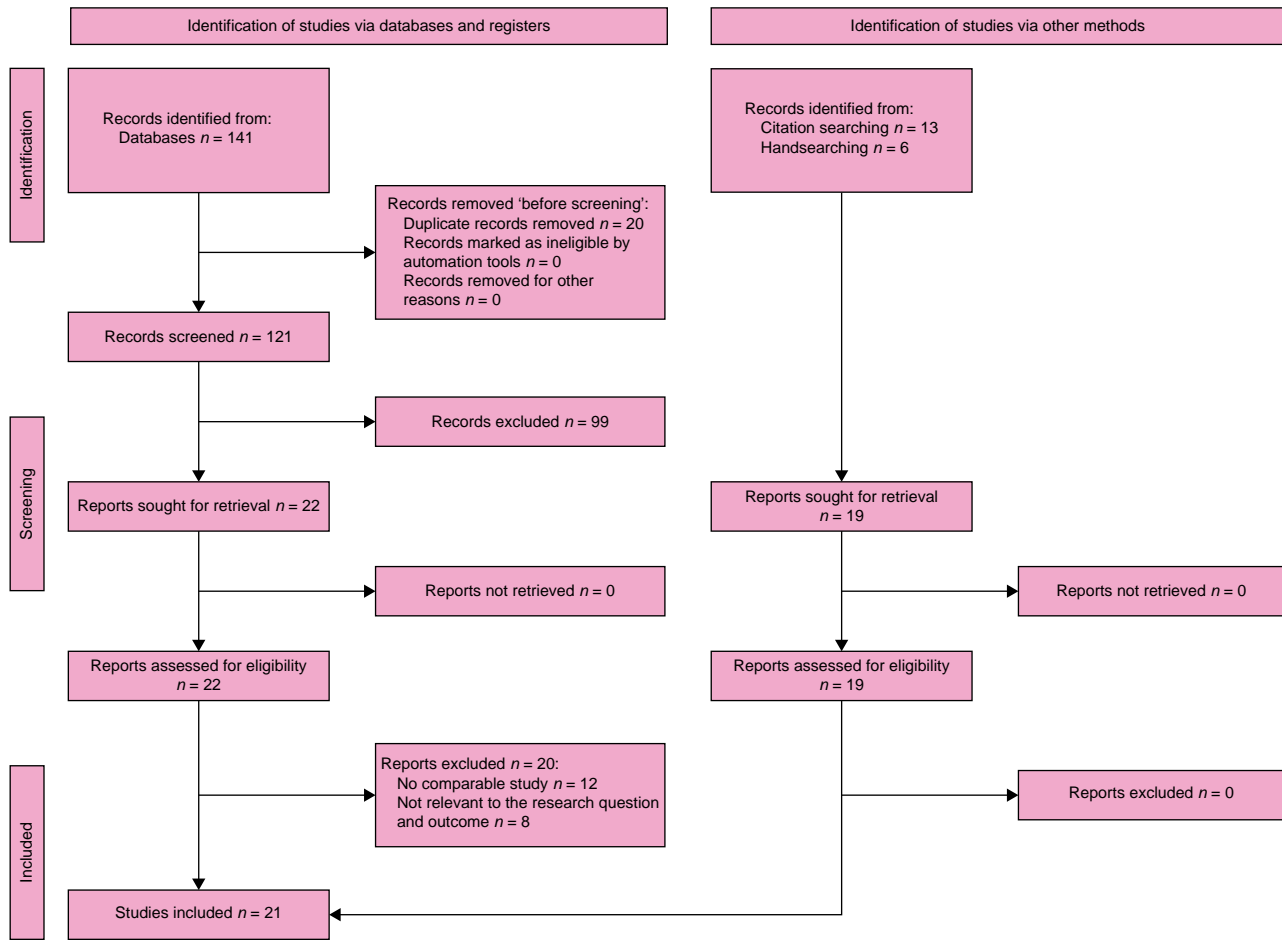 Identification of studies via databases and registers
Identification of studies via other methods
Identification
Records identified from:
Databases n = 141
Records identified from:
Citation searching n = 13
Handsearching n = 6
Records removed ‘before screening’:
Duplicate records removed n = 20
Records marked as ineligible by
automation tools n = 0
Records removed for other
reasons n = 0
Records screened n = 121
Screening
Records excluded n = 99
Reports sought for retrieval n = 22
Reports sought for retrieval
n = 19
Reports not retrieved n = 0
Reports not retrieved n = 0
Reports assessed for eligibility
n = 22
Reports assessed for eligibility
n = 19
Included
Reports excluded n = 20:
No comparable study n = 12
Not relevant to the research question
and outcome n = 8
Reports excluded n = 0
Studies included n = 21